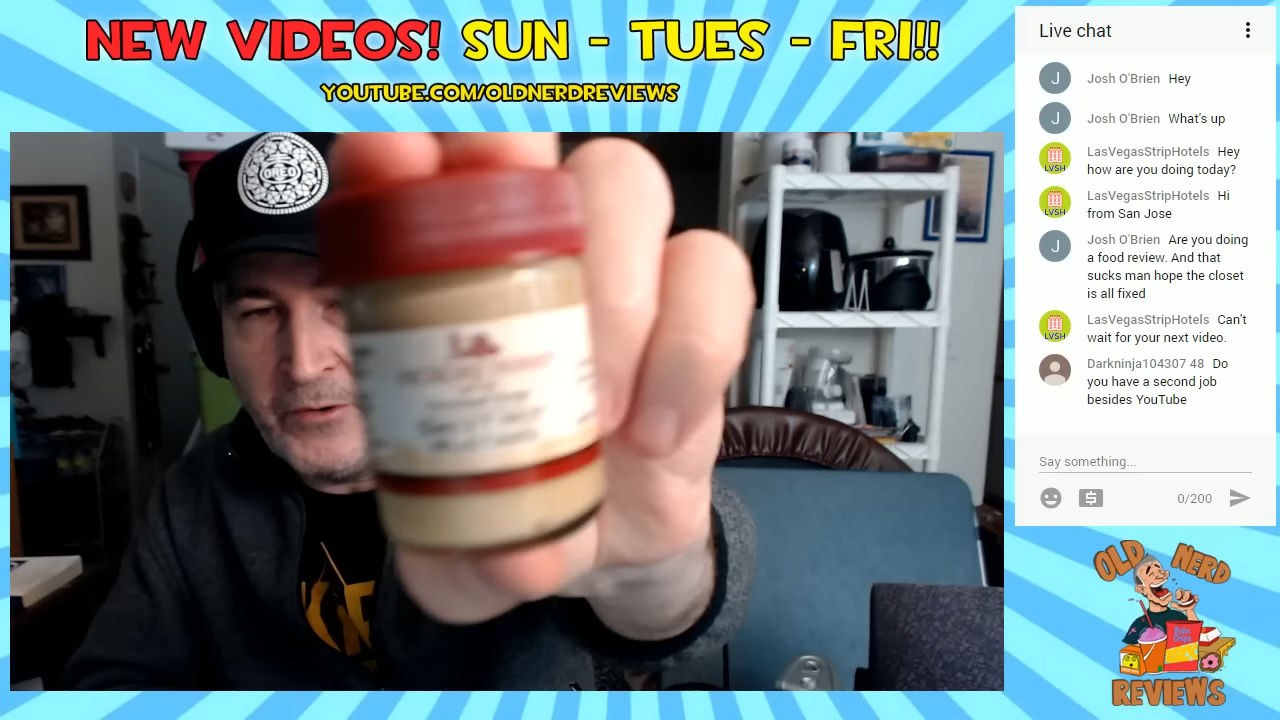 NEW VIDEOS! SUN - TUES - FRI!!
YOUTUBE.COM/OLDNERDREVIEWS
OREO
Live chat
J Josh O'Brien Hey
J Josh O'Brien What's up
LVSH LasVegasStripHotels Hey
how are you doing today?
LVSH LasVegasStripHotels Hi
from San Jose
J Josh O'Brien Are you doing
a food review. And that
sucks man hope the closet
is all fixed
LVSH LasVegasStripHotels Can't
wait for your next video.
Darkninja104307 48 Do
you have a second job
besides YouTube
Say something...
0/200
OLD NERD
REVIEWS